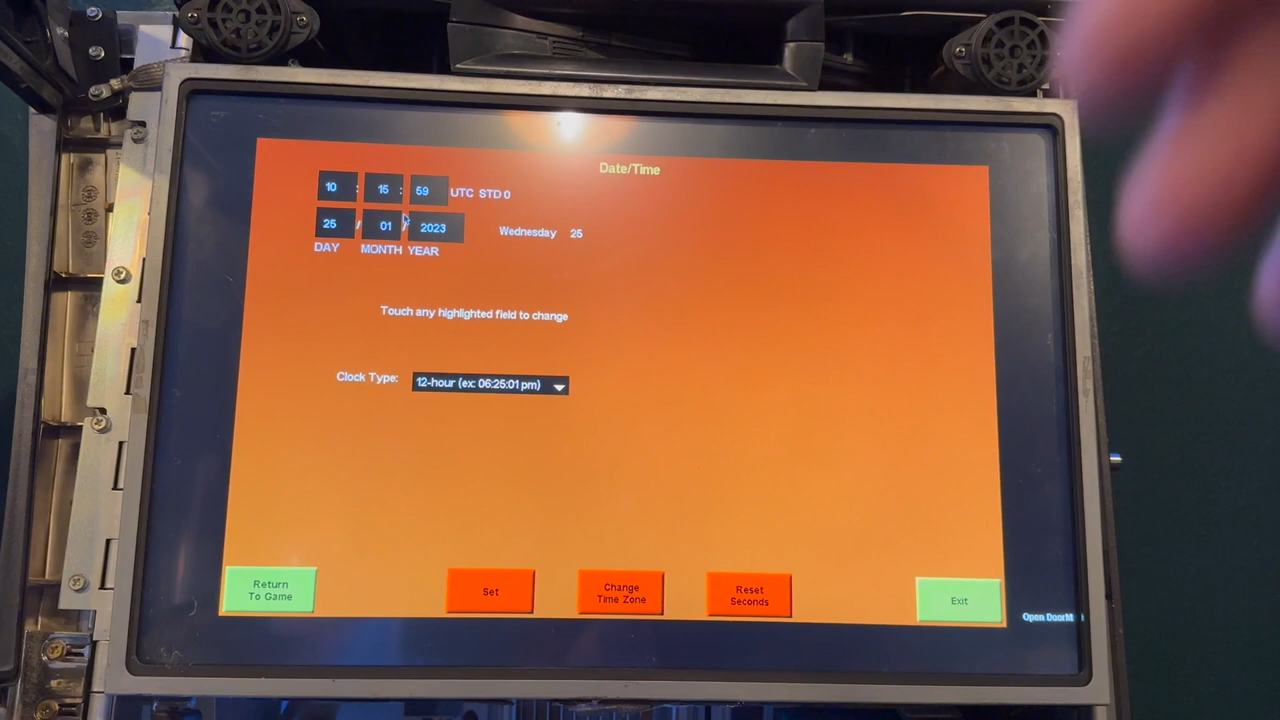 Date/Time
10 : 15 : 59 UTC STD 0
25 / 01 / 2023 Wednesday 25
DAY MONTH YEAR
Touch any highlighted field to change
Clock Type: 12-hour (ex: 06:25:01 pm)
Return
To Game
Set
Change
Time Zone
Reset
Seconds
Exit
Open